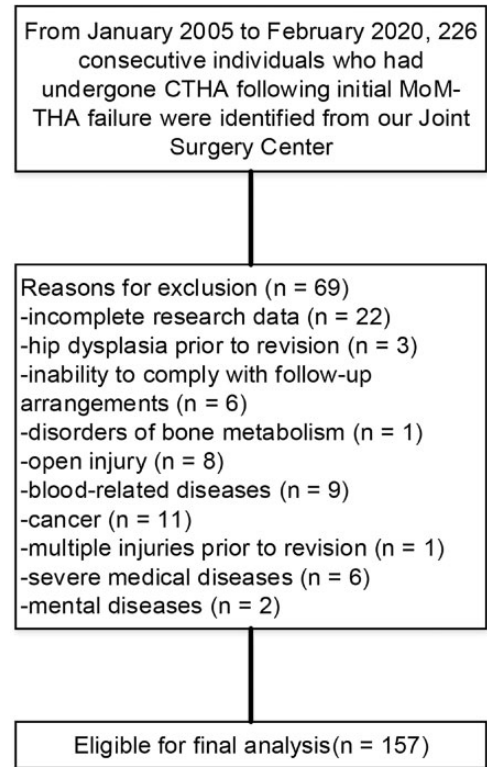 From January 2005 to February 2020, 226
consecutive individuals who had
undergone CTHA following initial MoM-
THA failure were identified from our Joint
Surgery Center
Reasons for exclusion (n = 69)
-incomplete research data (n = 22)
-hip dysplasia prior to revision (n = 3)
-inability to comply with follow-up
arrangements (n = 6)
-disorders of bone metabolism (n = 1)
-open injury (n = 8)
-blood-related diseases (n = 9)
-cancer (n = 11)
-multiple injuries prior to revision (n = 1)
-severe medical diseases (n = 6)
-mental diseases (n = 2)
Eligible for final analysis(n = 157)